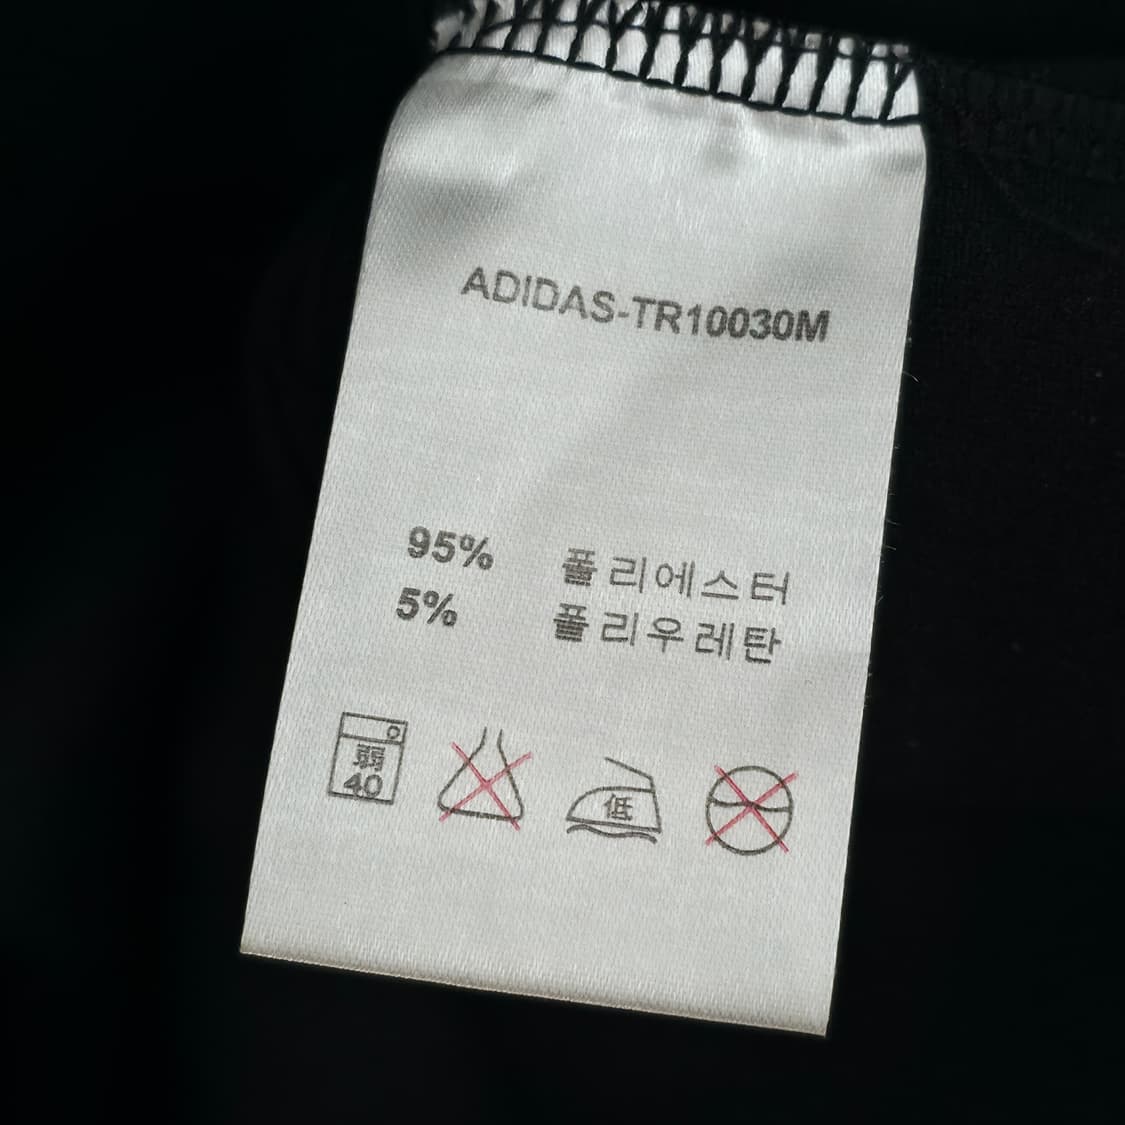 ADIDAS-TR10030M
95% 폴리에스터
5% 폴리우레탄
弱
40
低